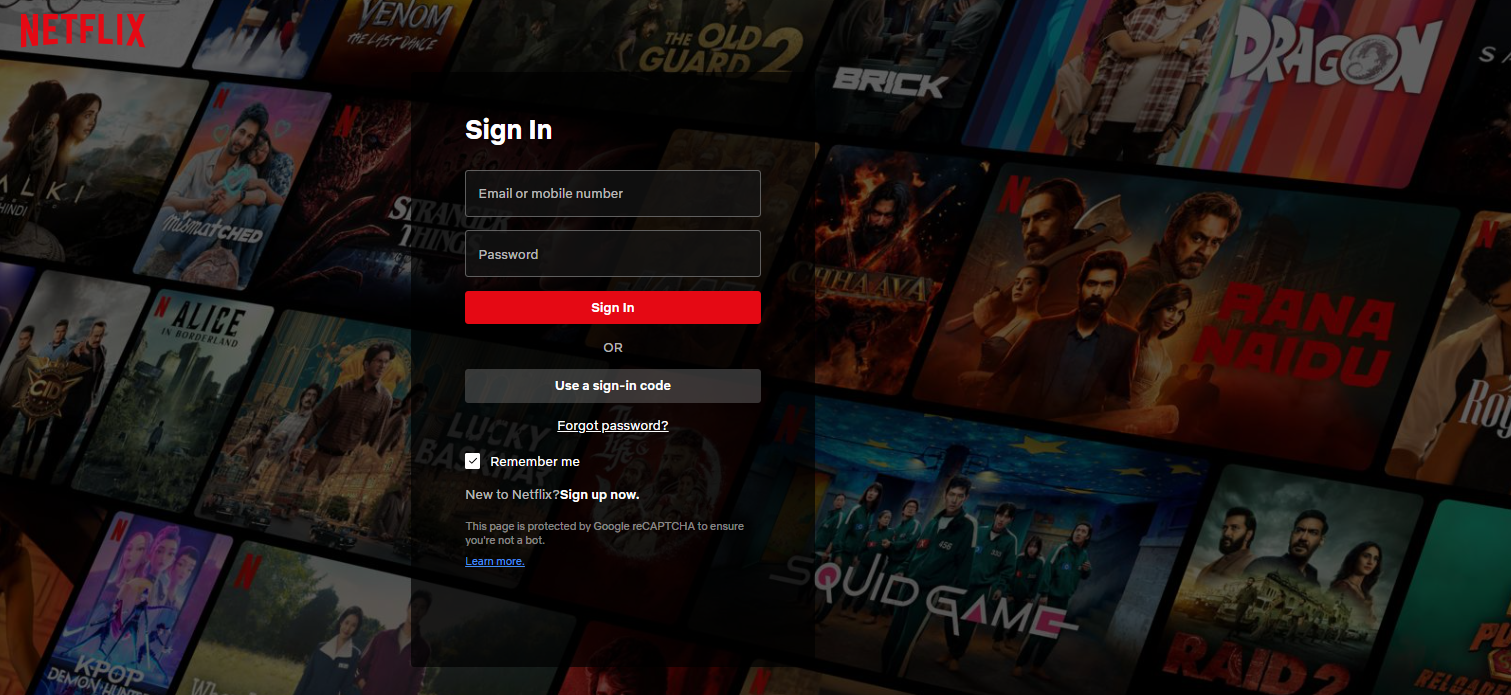 NETFLIX
VENOM
THE LAST DANCE
THE OLD
GUARD 2
BRICK
DRAGON
HINDI
Mismatched
STRANGER
THINGS
CHHAAVA
RANA
NAIDU
CID
ALICE
IN BORDERLAND
LUCKY
BASKHAR
Sign In
Email or mobile number
Password
Sign In
OR
Use a sign-in code
Forgot password?
Remember me
New to Netflix?Sign up now.
This page is protected by Google reCAPTCHA to ensure
you're not a bot.
Learn more.
456
SQUID GAME
KPOP
DEMON HUNTERS
RAID 2
RELOADED